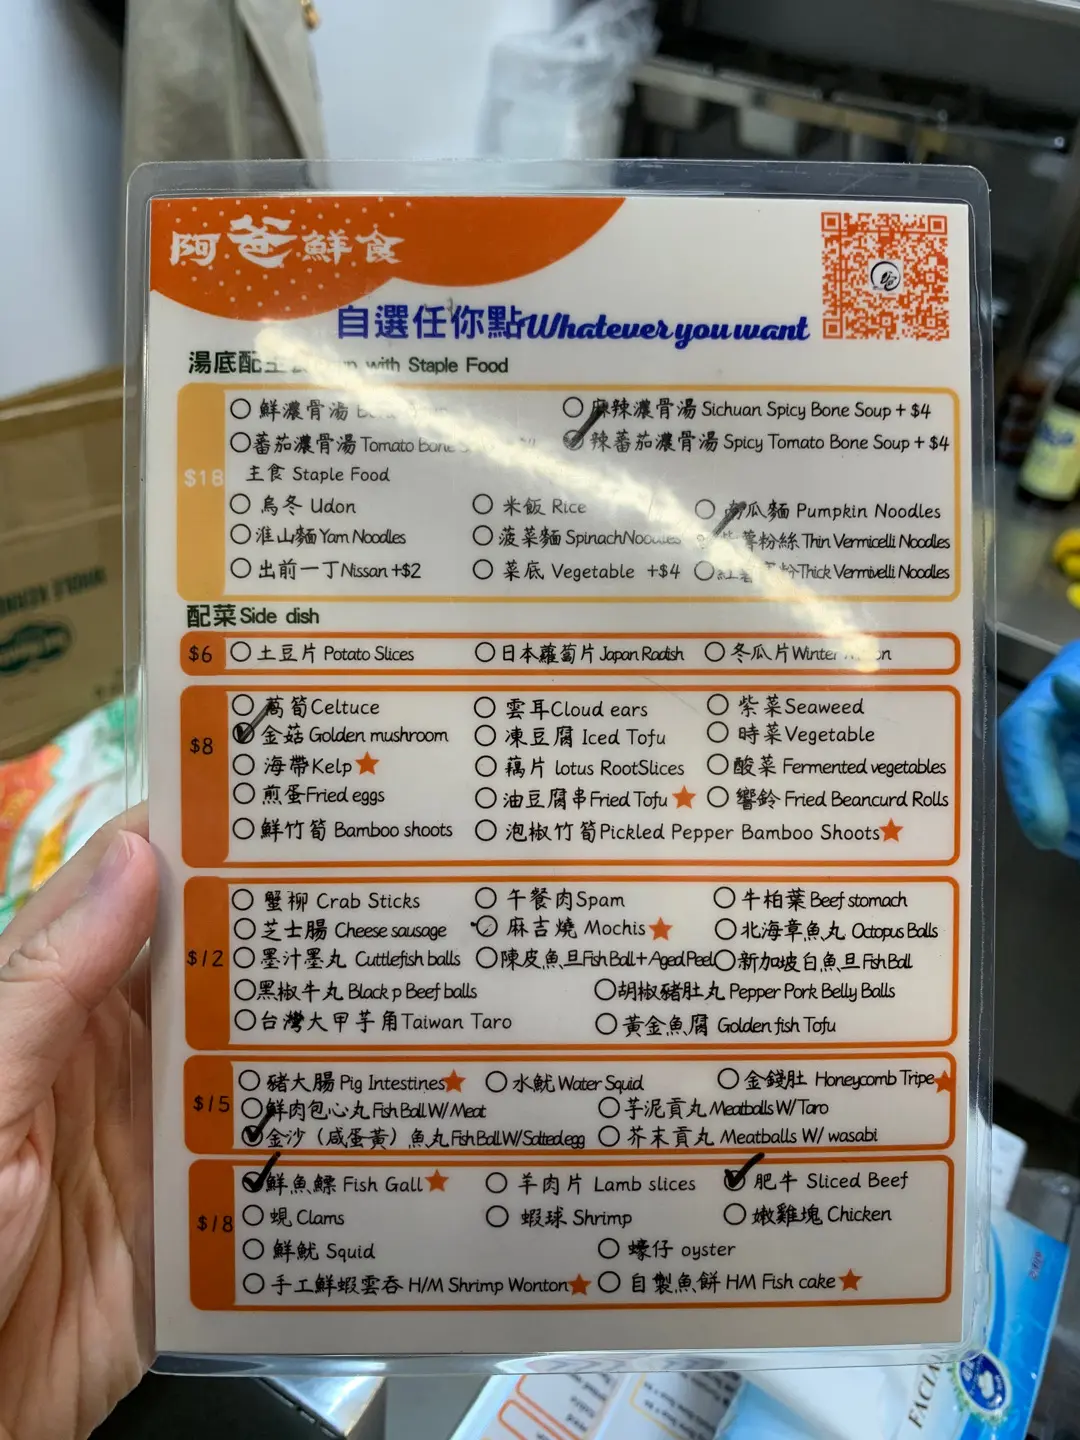 阿爸鮮食
自選任你點Whatever you want
湯底配主 with Staple Food
$18
鮮濃骨湯
麻辣濃骨湯 Sichuan Spicy Bone Soup + $4
蕃茄濃骨湯 Tomato Bone
辣蕃茄濃骨湯 Spicy Tomato Bone Soup + $4
主食 Staple Food
烏冬 Udon
米飯 Rice
南瓜麵 Pumpkin Noodles
淮山麵 Yam Noodles
菠菜麵 Spinach Noodles
薯粉絲 Thin Vermicelli Noodles
出前一丁 Nissan +$2
菜底 Vegetable +$4
紅薯粉 Thick Vermivelli Noodles
配菜 Side dish
$6
土豆片 Potato Slices
日本蘿蔔片 Japan Radish
冬瓜片 Winter
$8
萵筍 Celtuce
雲耳 Cloud ears
紫菜 Seaweed
金菇 Golden mushroom
凍豆腐 Iced Tofu
時菜 Vegetable
海帶 Kelp
藕片 lotus RootSlices
酸菜 Fermented vegetables
煎蛋 Fried eggs
油豆腐串 Fried Tofu
響鈴 Fried Beancurd Rolls
鮮竹筍 Bamboo shoots
泡椒竹筍 Pickled Pepper Bamboo Shoots
$12
蟹柳 Crab Sticks
午餐肉 Spam
牛柏葉 Beef stomach
芝士腸 Cheese sausage
麻吉燒 Mochis
北海章魚丸 Octopus Balls
墨汁墨丸 Cuttlefish balls
陳皮魚旦 Fish Ball + Aged Peel
新加坡白魚旦 Fish Ball
黑椒牛丸 Black p Beef balls
胡椒豬肚丸 Pepper Pork Belly Balls
台灣大甲芋角 Taiwan Taro
黃金魚腐 Golden fish Tofu
$15
豬大腸 Pig Intestines
水魷 Water Squid
金錢肚 Honeycomb Tripe
鮮肉包心丸 Fish Ball W/ Meat
芋泥貢丸 Meatballs W/ Taro
金沙（咸蛋黃）魚丸 Fish Ball W/ Salted egg
芥末貢丸 Meatballs W/ wasabi
$18
鮮魚鰾 Fish Gall
羊肉片 Lamb slices
肥牛 Sliced Beef
蜆 Clams
蝦球 Shrimp
嫩雞塊 Chicken
鮮魷 Squid
蠔仔 oyster
手工鮮蝦雲吞 H/M Shrimp Wonton
自製魚餅 HM Fish cake
FACIAL